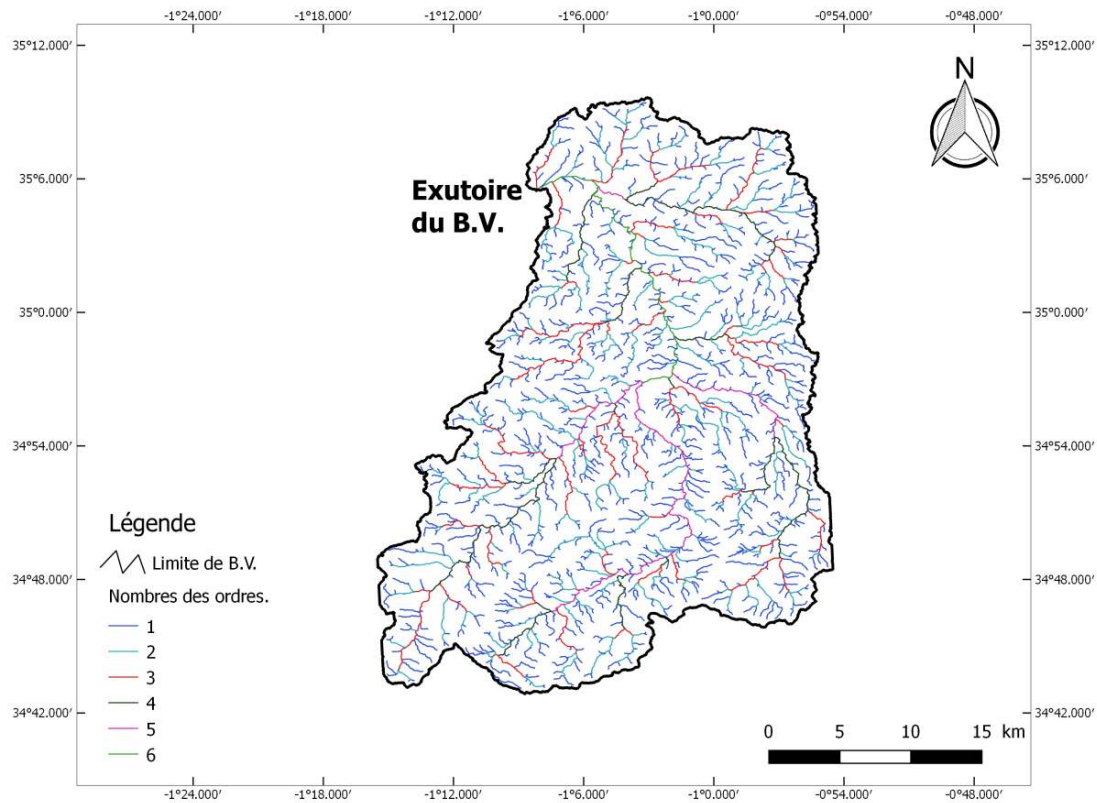 -1°24.000′ -1°18.000′ -1°12.000′ -1°6.000′ -1°0.000′ -0°54.000′ -0°48.000′
35°12.000′ 35°12.000′
N
35°6.000′ 35°6.000′
Exutoire
du B.V.
35°0.000′ 35°0.000′
34°54.000′ 34°54.000′
Légende
Limite de B.V.
34°48.000′ 34°48.000′
Nombres des ordres.
1
2
3
4
5
6
34°42.000′ 34°42.000′
0 5 10 15 km
-1°24.000′ -1°18.000′ -1°12.000′ -1°6.000′ -1°0.000′ -0°54.000′ -0°48.000′